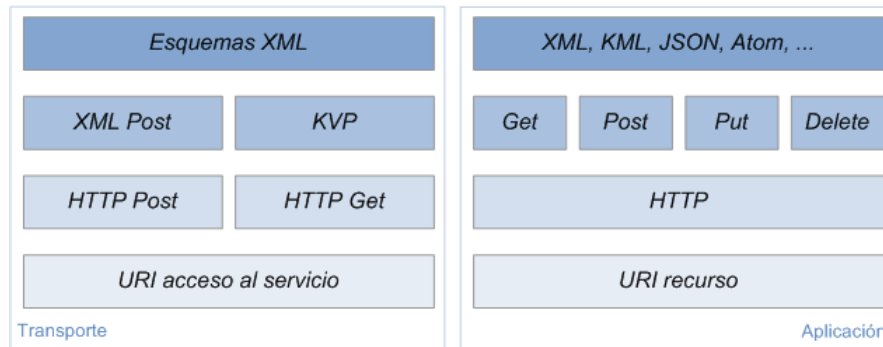 Esquemas XML
XML Post
KVP
HTTP Post
HTTP Get
URI acceso al servicio
Transporte
XML, KML, JSON, Atom, ...
Get
Post
Put
Delete
HTTP
URI recurso
Aplicación